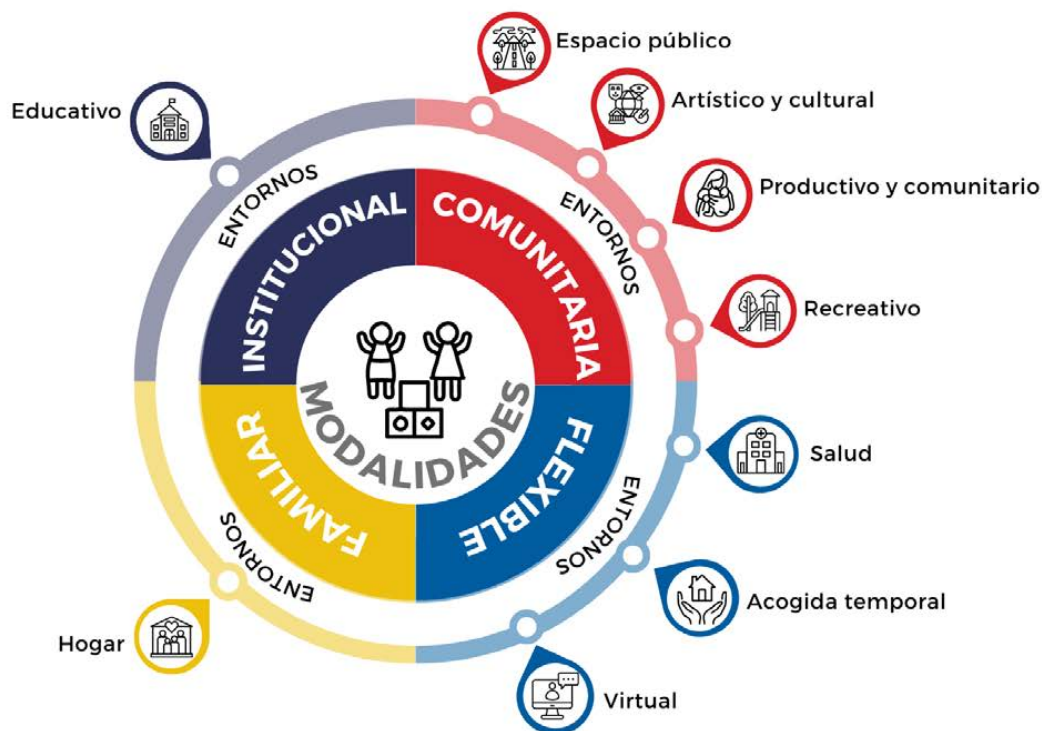 Espacio público
Educativo
Artístico y cultural
Productivo y comunitario
Recreativo
ENTORNOS
ENTORNOS
INSTITUCIONAL
COMUNITARIA
MODALIDADES
FAMILIAR
FLEXIBLE
ENTORNOS
ENTORNOS
Salud
Acogida temporal
Hogar
Virtual